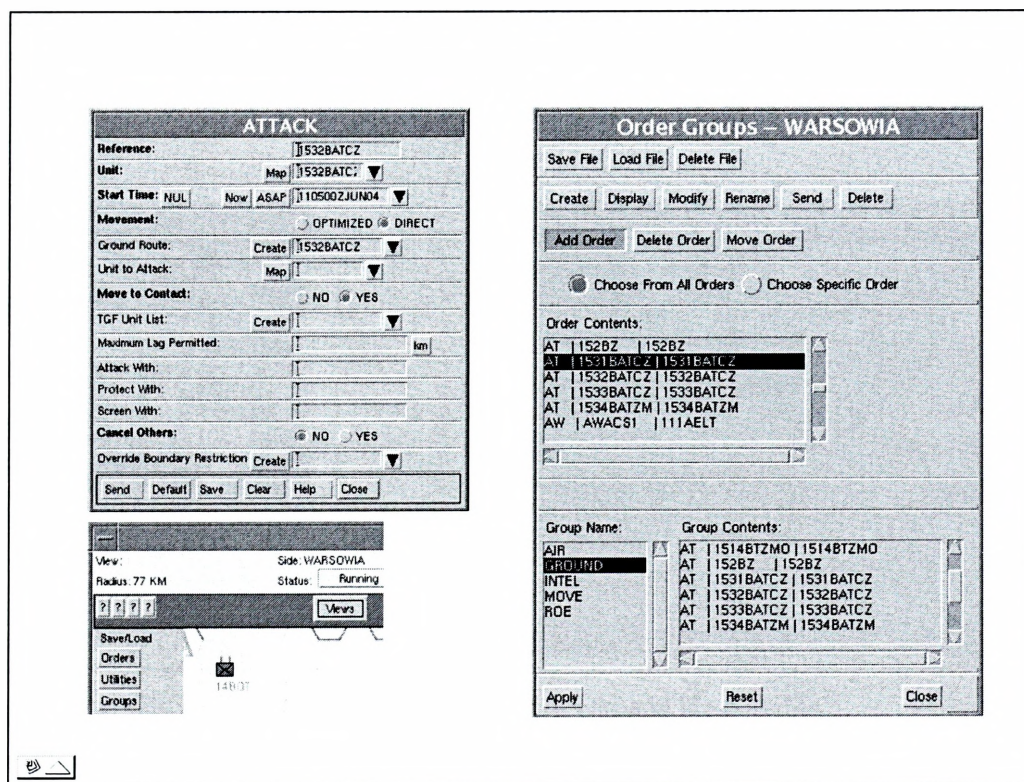 ATTACK
Reference: 1532BATCZ
Unit: Map 1532BATC
Start Time: NUL Now ASAP 110500ZJUN04
Movement: OPTIMIZED DIRECT
Ground Route: Create 1532BATCZ
Unit to Attack: Map
Move to Contact: NO YES
TGF Unit List: Create
Maximum Lag Permitted: km
Attack With:
Protect With:
Screen With:
Cancel Others: NO YES
Override Boundary Restriction Create
Send Default Save Clear Help Close
View: Side: WARSOWIA
Radius: 77 KM Status: Running
? ? ? ? Views
Save/Load
Orders
Utilities
Groups
Order Groups – WARSOWIA
Save File Load File Delete File
Create Display Modify Rename Send Delete
Add Order Delete Order Move Order
Choose From All Orders Choose Specific Order
Order Contents:
AT |152BZ |152BZ
AT |1531BATCZ|1531BATCZ
AT |1532BATCZ|1532BATCZ
AT |1533BATCZ|1533BATCZ
AT |1534BATZM|1534BATZM
AW |AWACS1 |111AELT
Group Name:
AIR
GROUND
INTEL
MOVE
ROE
Group Contents:
AT |1514BTZMO|1514BTZMO
AT |152BZ |152BZ
AT |1531BATCZ|1531BATCZ
AT |1532BATCZ|1532BATCZ
AT |1533BATCZ|1533BATCZ
AT |1534BATZM|1534BATZM
Apply Reset Close